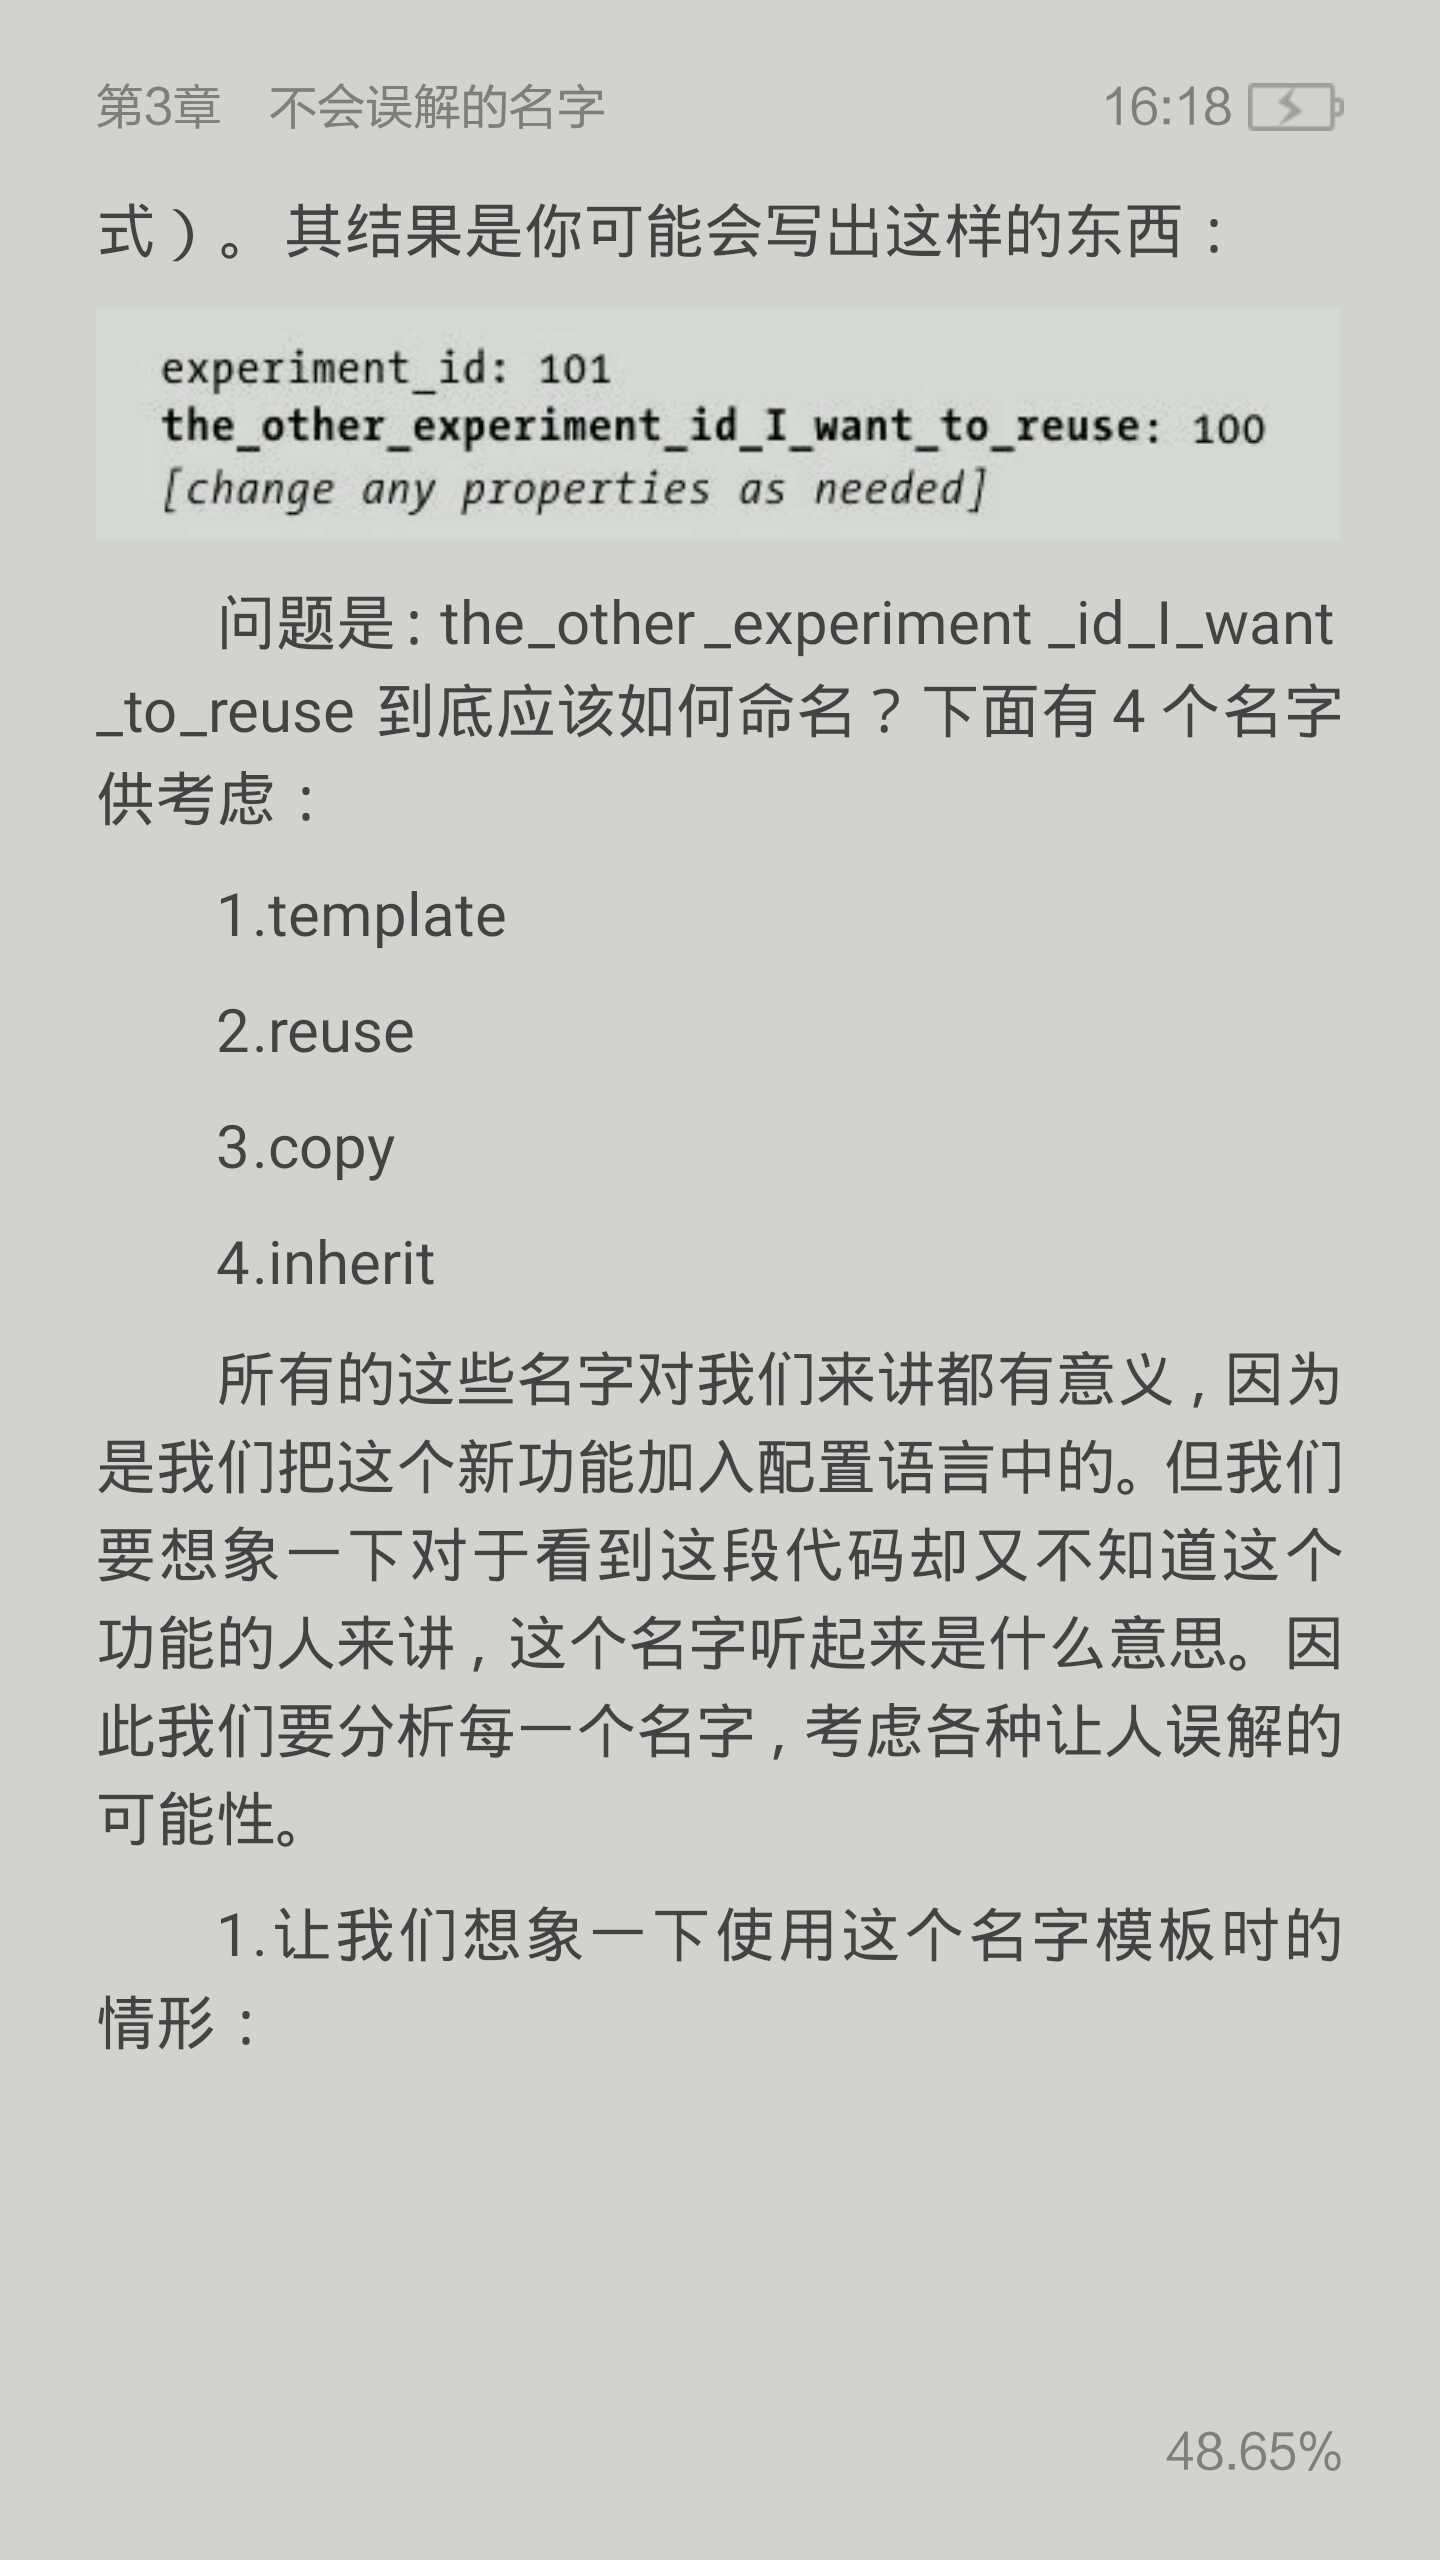 第3章　不会误解的名字
16:18
式）。其结果是你可能会写出这样的东西：
experiment_id: 101
the_other_experiment_id_I_want_to_reuse: 100
[change any properties as needed]
问题是：the_other_experiment _id_I_want
_to_reuse 到底应该如何命名？下面有4个名字
供考虑：
1.template
2.reuse
3.copy
4.inherit
所有的这些名字对我们来讲都有意义，因为
是我们把这个新功能加入配置语言中的。但我们
要想象一下对于看到这段代码却又不知道这个
功能的人来讲，这个名字听起来是什么意思。因
此我们要分析每一个名字，考虑各种让人误解的
可能性。
1.让我们想象一下使用这个名字模板时的
情形：
48.65%